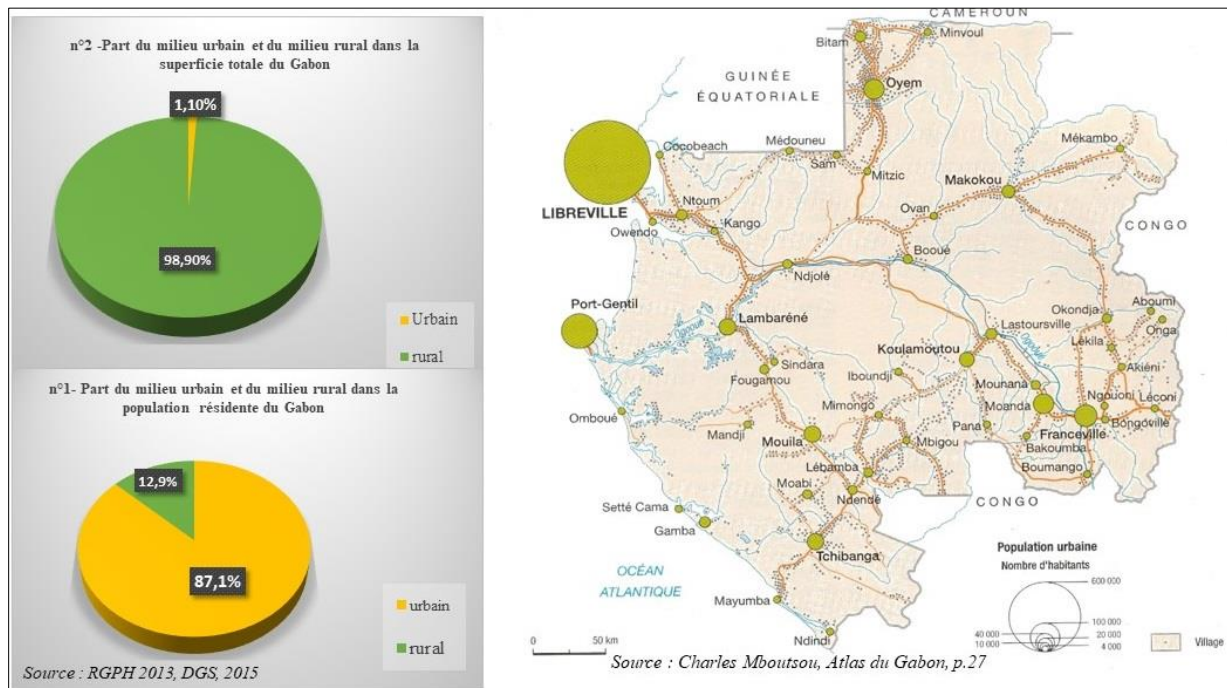 n°2 -Part du milieu urbain et du milieu rural dans la
superficie totale du Gabon
1,10%
98,90%
Urbain
rural
n°1- Part du milieu urbain et du milieu rural dans la
population résidente du Gabon
12,9%
87,1%
urbain
rural
Source : RGPH 2013, DGS, 2015
CAMEROUN
Bitam
Minvoul
GUINÉE
ÉQUATORIALE
Oyem
Cocobeach
Médouneu
Sam
Mitzic
Mékambo
Makokou
LIBREVILLE
Ntoum
Owendo
Kango
Ovan
CONGO
Booué
Ndjolé
Port-Gentil
Ogooué
Lambaréné
Okondja
Aboumi
Onga
Lastoursville
Ogooué
Lékila
Koulamoutou
Akiéni
Sindara
Fougamou
Iboundji
Mounana
Ngouoni
Léconi
Omboué
Mimongo
Moanda
Bongoville
Mandji
Pana
Franceville
Mouila
Mbigou
Bakoumba
Lébamba
Boumango
Moabi
Ndendé
CONGO
Setté Cama
Gamba
Tchibanga
OCÉAN
ATLANTIQUE
Mayumba
Ndindi
Population urbaine
Nombre d'habitants
600 000
100 000
40 000
20 000
10 000
4 000
Village
0
50 km
Source : Charles Mboutsou, Atlas du Gabon, p.27